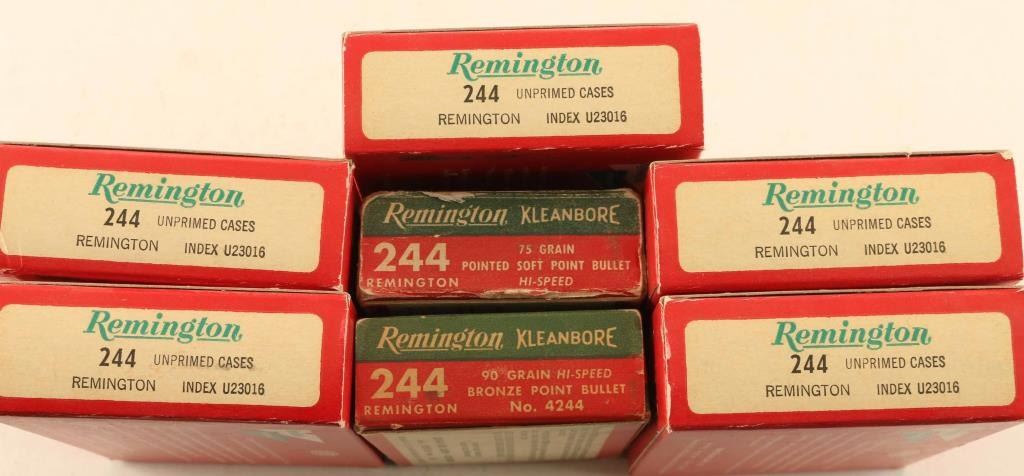 Remington
244 UNPRIMED CASES
REMINGTON INDEX U23016
Remington
244 UNPRIMED CASES
REMINGTON INDEX U23016
Remington KLEANBORE
244 REMINGTON
75 GRAIN
POINTED SOFT POINT BULLET
HI-SPEED
Remington
244 UNPRIMED CASES
REMINGTON INDEX U23016
Remington
244 UNPRIMED CASES
REMINGTON INDEX U23016
Remington KLEANBORE
244 REMINGTON
90 GRAIN HI-SPEED
BRONZE POINT BULLET
No. 4244
Remington
244 UNPRIMED CASES
REMINGTON INDEX U23016